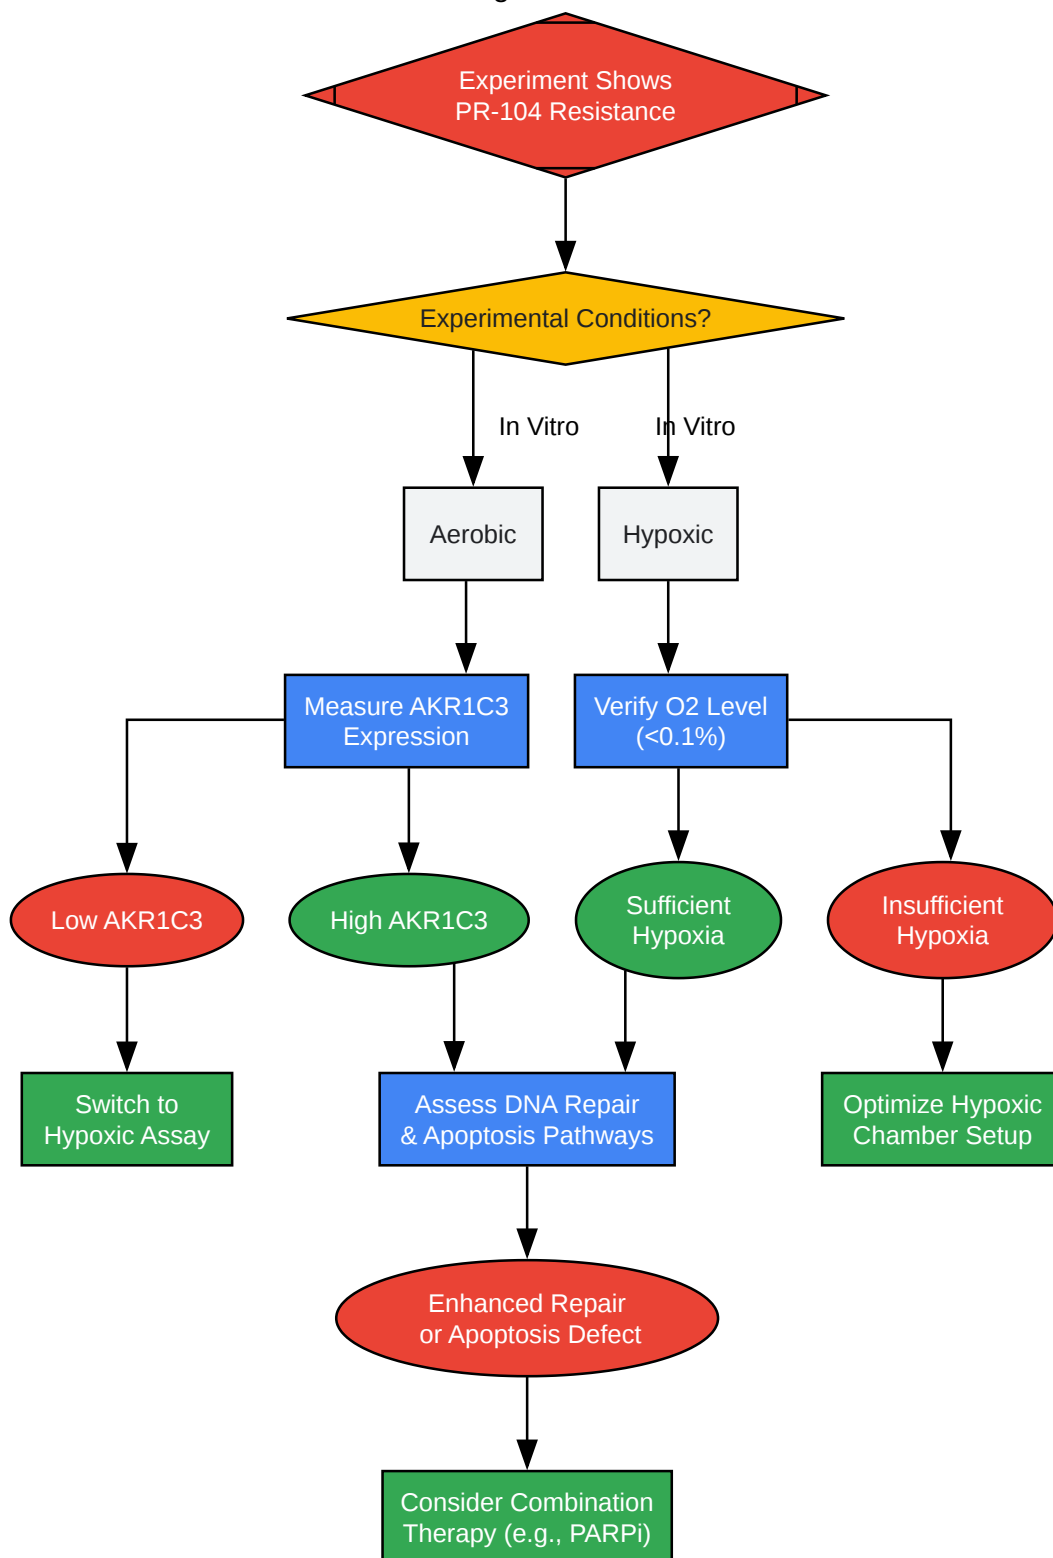 Experiment Shows
PR-104 Resistance
Experimental Conditions?
In Vitro
In Vitro
Aerobic
Hypoxic
Measure AKR1C3
Expression
Verify O2 Level
(<0.1%)
Low AKR1C3
High AKR1C3
Sufficient
Hypoxia
Insufficient
Hypoxia
Switch to
Hypoxic Assay
Assess DNA Repair
& Apoptosis Pathways
Optimize Hypoxic
Chamber Setup
Enhanced Repair
or Apoptosis Defect
Consider Combination
Therapy (e.g., PARPi)